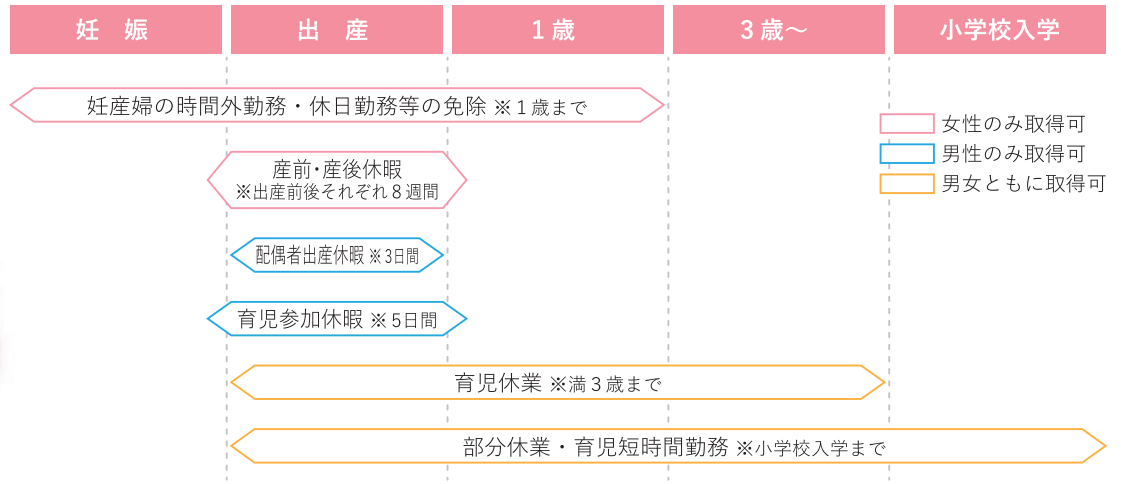 妊　娠
出　産
1 歳
3 歳〜
小学校入学
妊産婦の時間外勤務・休日勤務等の免除 ※1歳まで
女性のみ取得可
男性のみ取得可
男女ともに取得可
産前・産後休暇
※出産前後それぞれ8週間
配偶者出産休暇 ※3日間
育児参加休暇 ※5日間
育児休業 ※満3歳まで
部分休業・育児短時間勤務 ※小学校入学まで